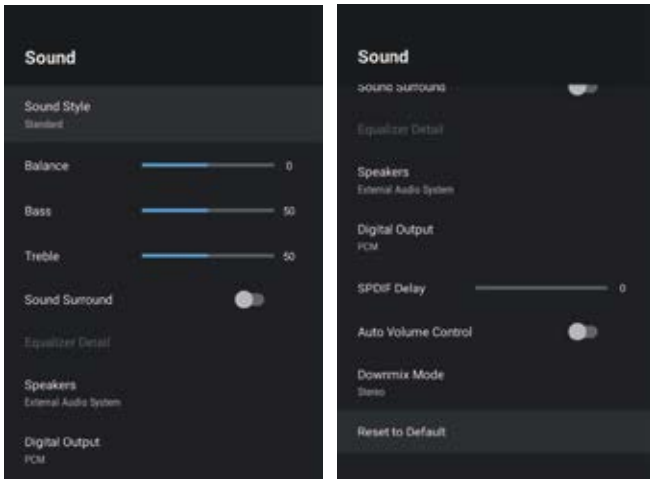 Sound
Sound Style
Standard
Balance 0
Bass 50
Treble 50
Sound Surround
Equalizer Detail
Speakers
External Audio System
Digital Output
PCM
Sound
Sound Surround
Equalizer Detail
Speakers
External Audio System
Digital Output
PCM
SPDIF Delay 0
Auto Volume Control
Downmix Mode
Stereo
Reset to Default